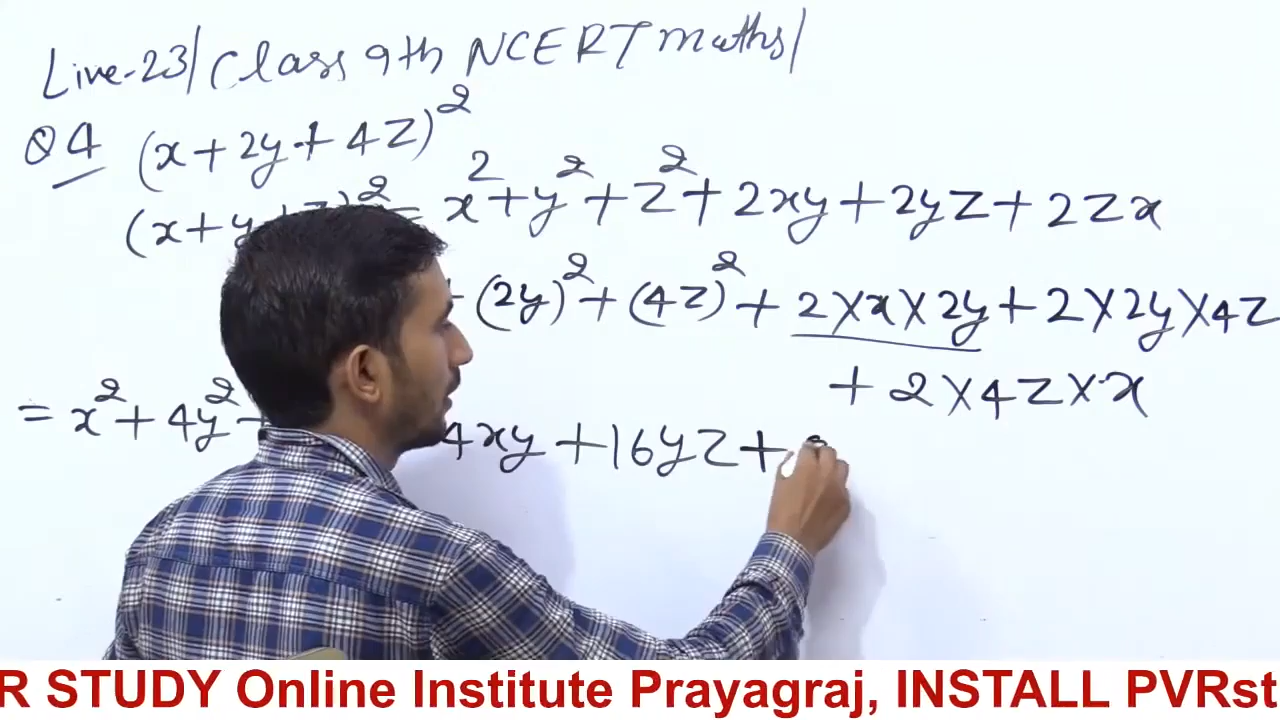 Live-23/ Class 9th NCERT maths/
Q4 (x+2y+4z)²
(x+y+z)² = x²+y²+z²+2xy+2yz+2zx
(2y)²+(4z)²+2×x×2y+2×2y×4z
+2×4z×x
= x²+4y²+ 4xy+16yz+
R STUDY Online Institute Prayagraj, INSTALL PVRst